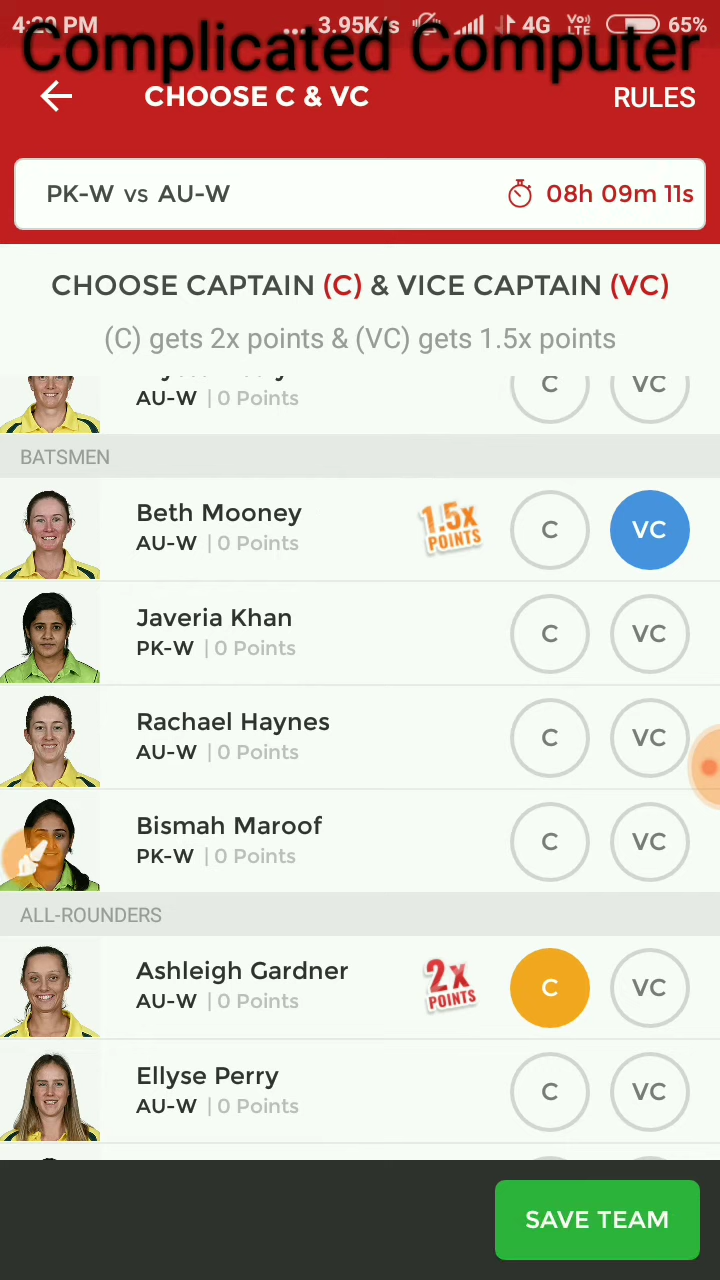 4:20 PM
... 3.95K/s
4G
Vo)) LTE
65%
Complicated Computer
CHOOSE C & VC
RULES
PK-W vs AU-W
08h 09m 11s
CHOOSE CAPTAIN (C) & VICE CAPTAIN (VC)
(C) gets 2x points & (VC) gets 1.5x points
AU-W | 0 Points
C
VC
BATSMEN
Beth Mooney
AU-W | 0 Points
1.5x
POINTS
C
VC
Javeria Khan
PK-W | 0 Points
C
VC
Rachael Haynes
AU-W | 0 Points
C
VC
Bismah Maroof
PK-W | 0 Points
C
VC
ALL-ROUNDERS
Ashleigh Gardner
AU-W | 0 Points
2x
POINTS
C
VC
Ellyse Perry
AU-W | 0 Points
C
VC
SAVE TEAM